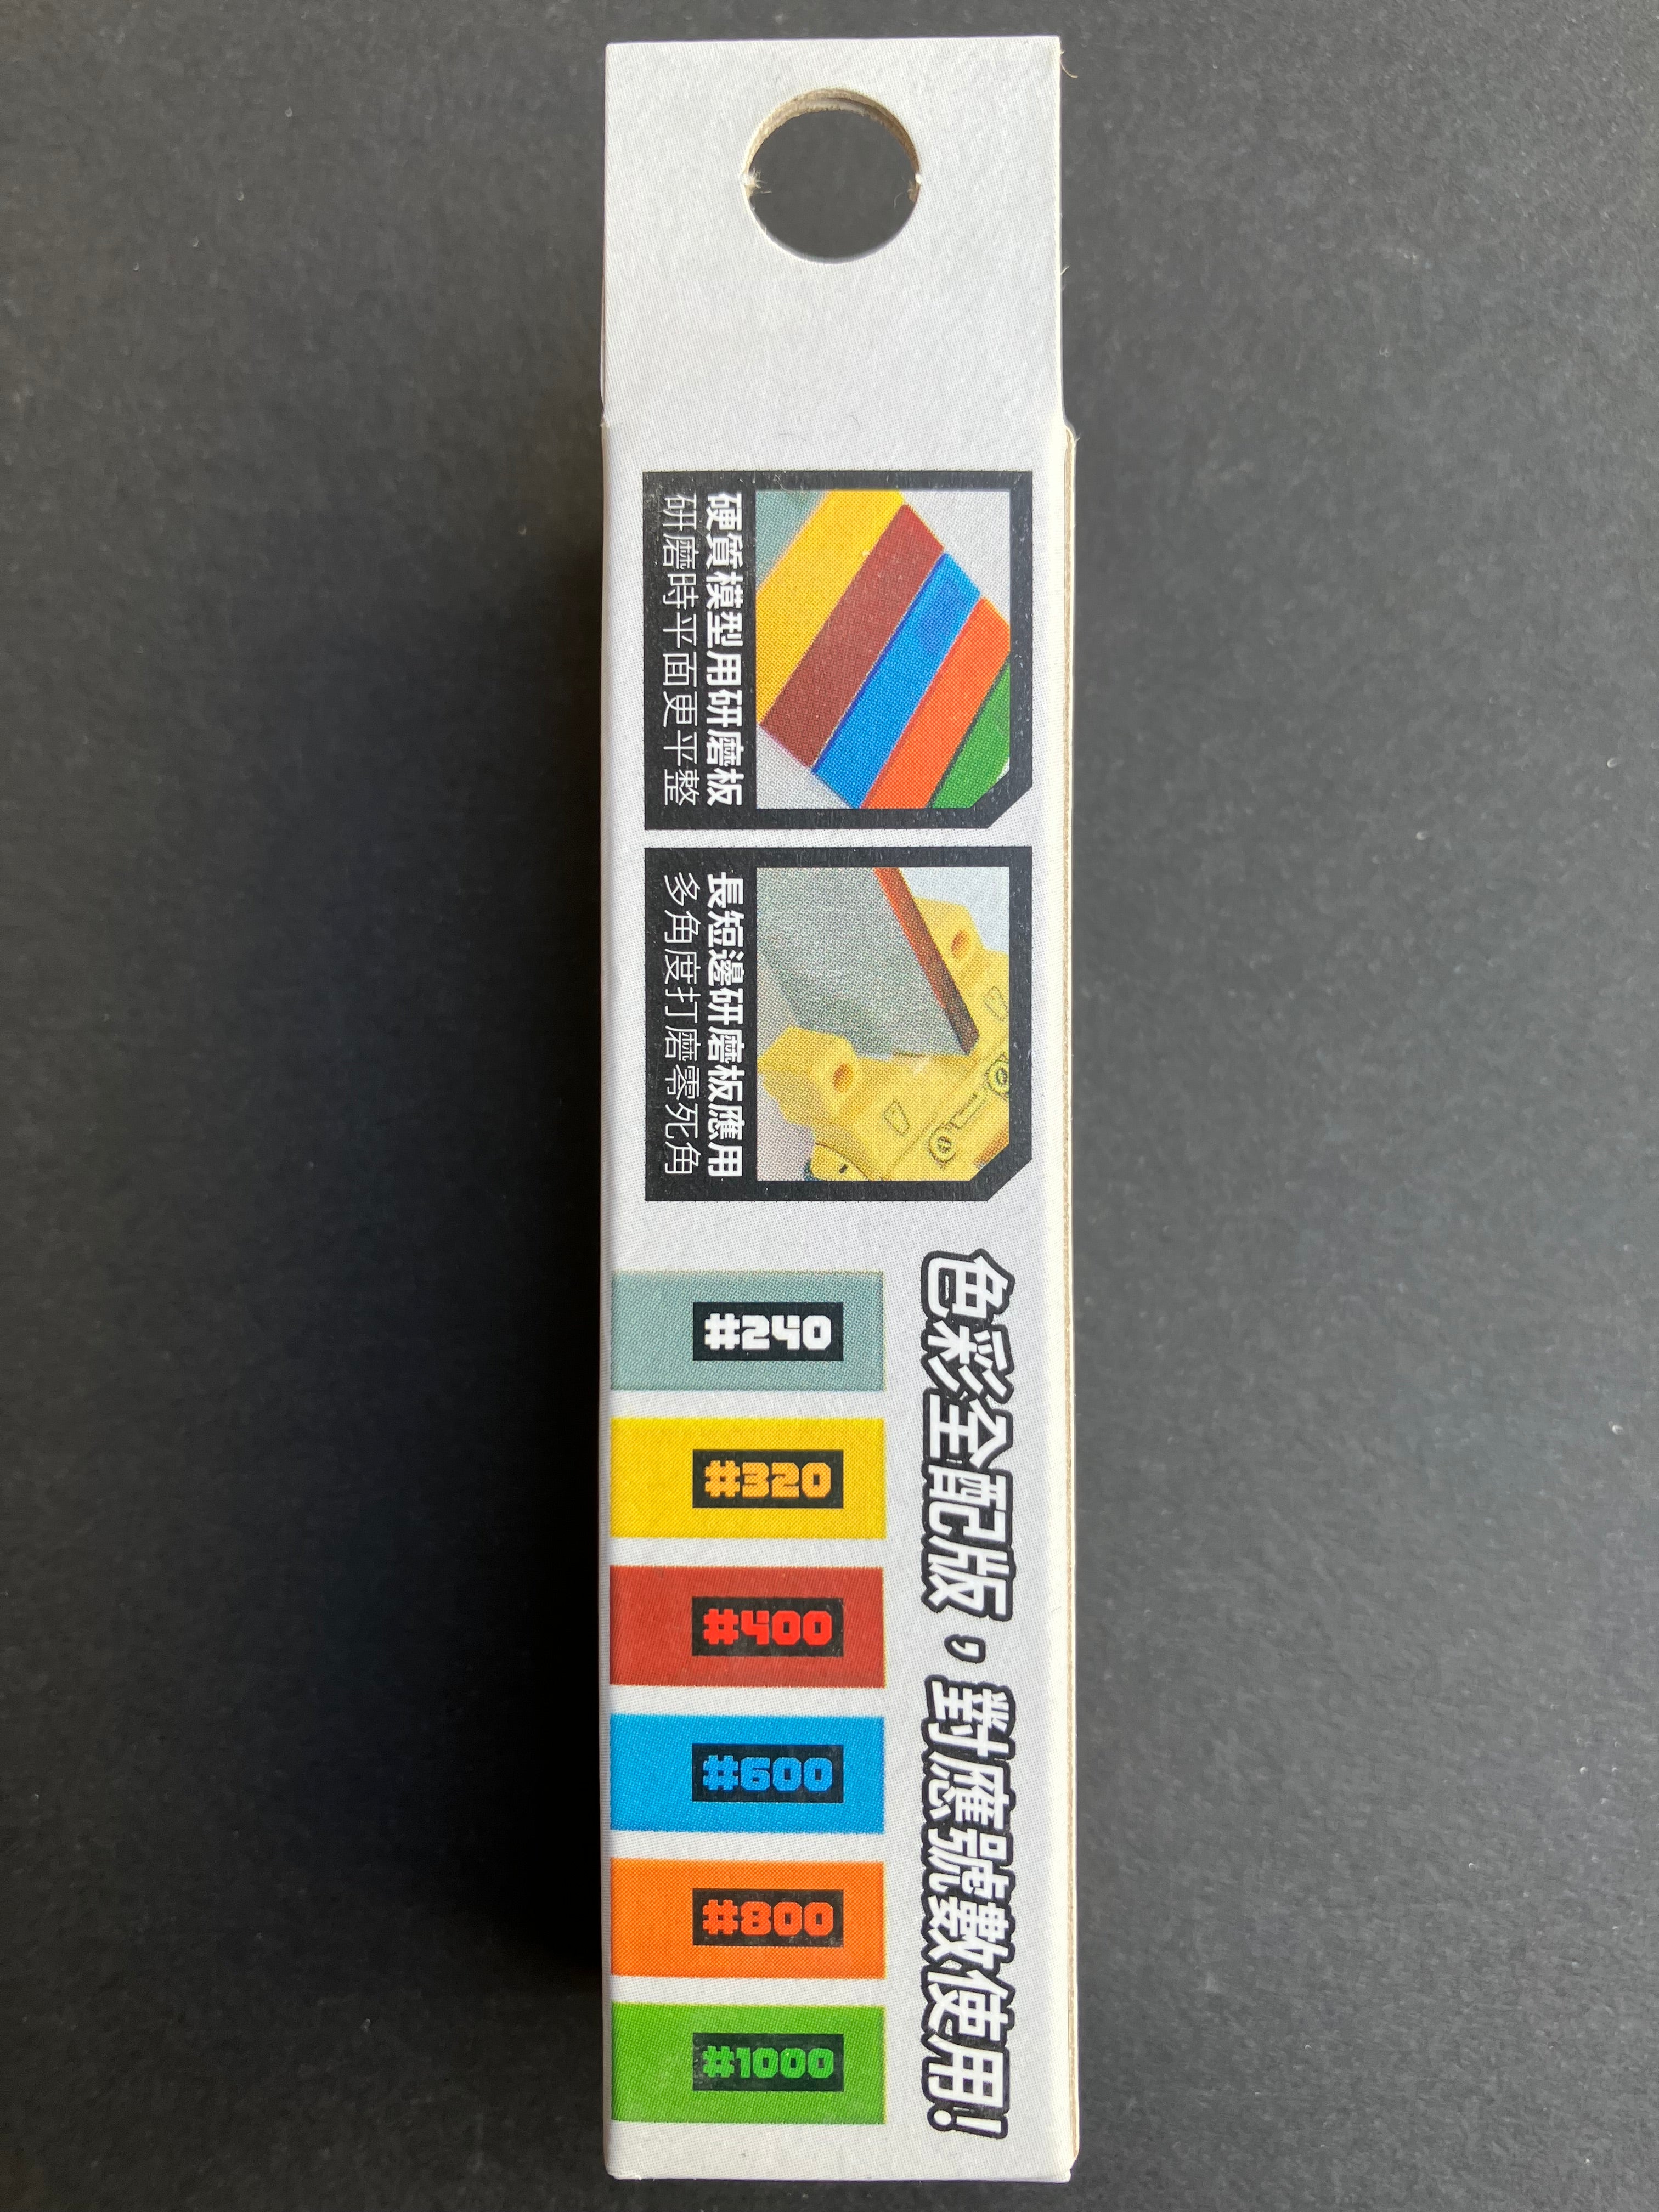 硬質模型用研磨板
研磨時平面更平整
長短邊研磨板應用
多角度打磨零死角
色彩全配版，對應號數使用!
#240
#320
#400
#600
#800
#1000